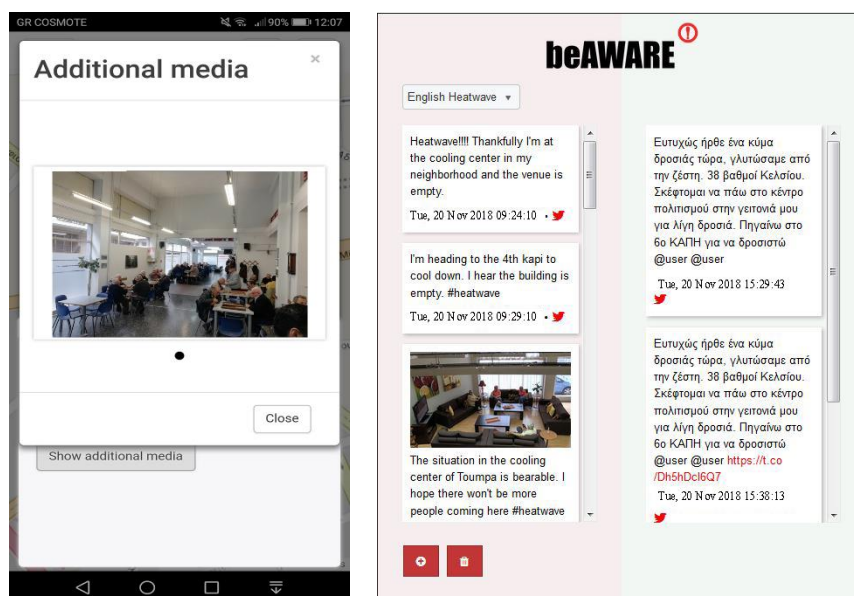 GR COSMOTE
90% 12:07
Additional media
×
Close
Show additional media
beAWARE
English Heatwave
Heatwave!!!! Thankfully I'm at
the cooling center in my
neighborhood and the venue is
empty.
Tue, 20 Nov 2018 09:24:10 •
I'm heading to the 4th kapi to
cool down. I hear the building is
empty. #heatwave
Tue, 20 Nov 2018 09:29:10 •
The situation in the cooling
center of Toumpa is bearable. I
hope there won't be more
people coming here #heatwave
Ευτυχώς ήρθε ένα κύμα
δροσιάς τώρα, γλυτώσαμε από
την ζέστη. 38 βαθμοί Κελσίου.
Σκέφτομαι να πάω στο κέντρο
πολιτισμού στην γειτονιά μου
για λίγη δροσιά. Πηγαίνω στο
6ο ΚΑΠΗ για να δροσιστώ
@user @user
Tue, 20 Nov 2018 15:29:43
Ευτυχώς ήρθε ένα κύμα
δροσιάς τώρα, γλυτώσαμε από
την ζέστη. 38 βαθμοί Κελσίου.
Σκέφτομαι να πάω στο κέντρο
πολιτισμού στην γειτονιά μου
για λίγη δροσιά. Πηγαίνω στο
6ο ΚΑΠΗ για να δροσιστώ
@user @user https://t.co
/Dh5hDcl6Q7
Tue, 20 Nov 2018 15:38:13